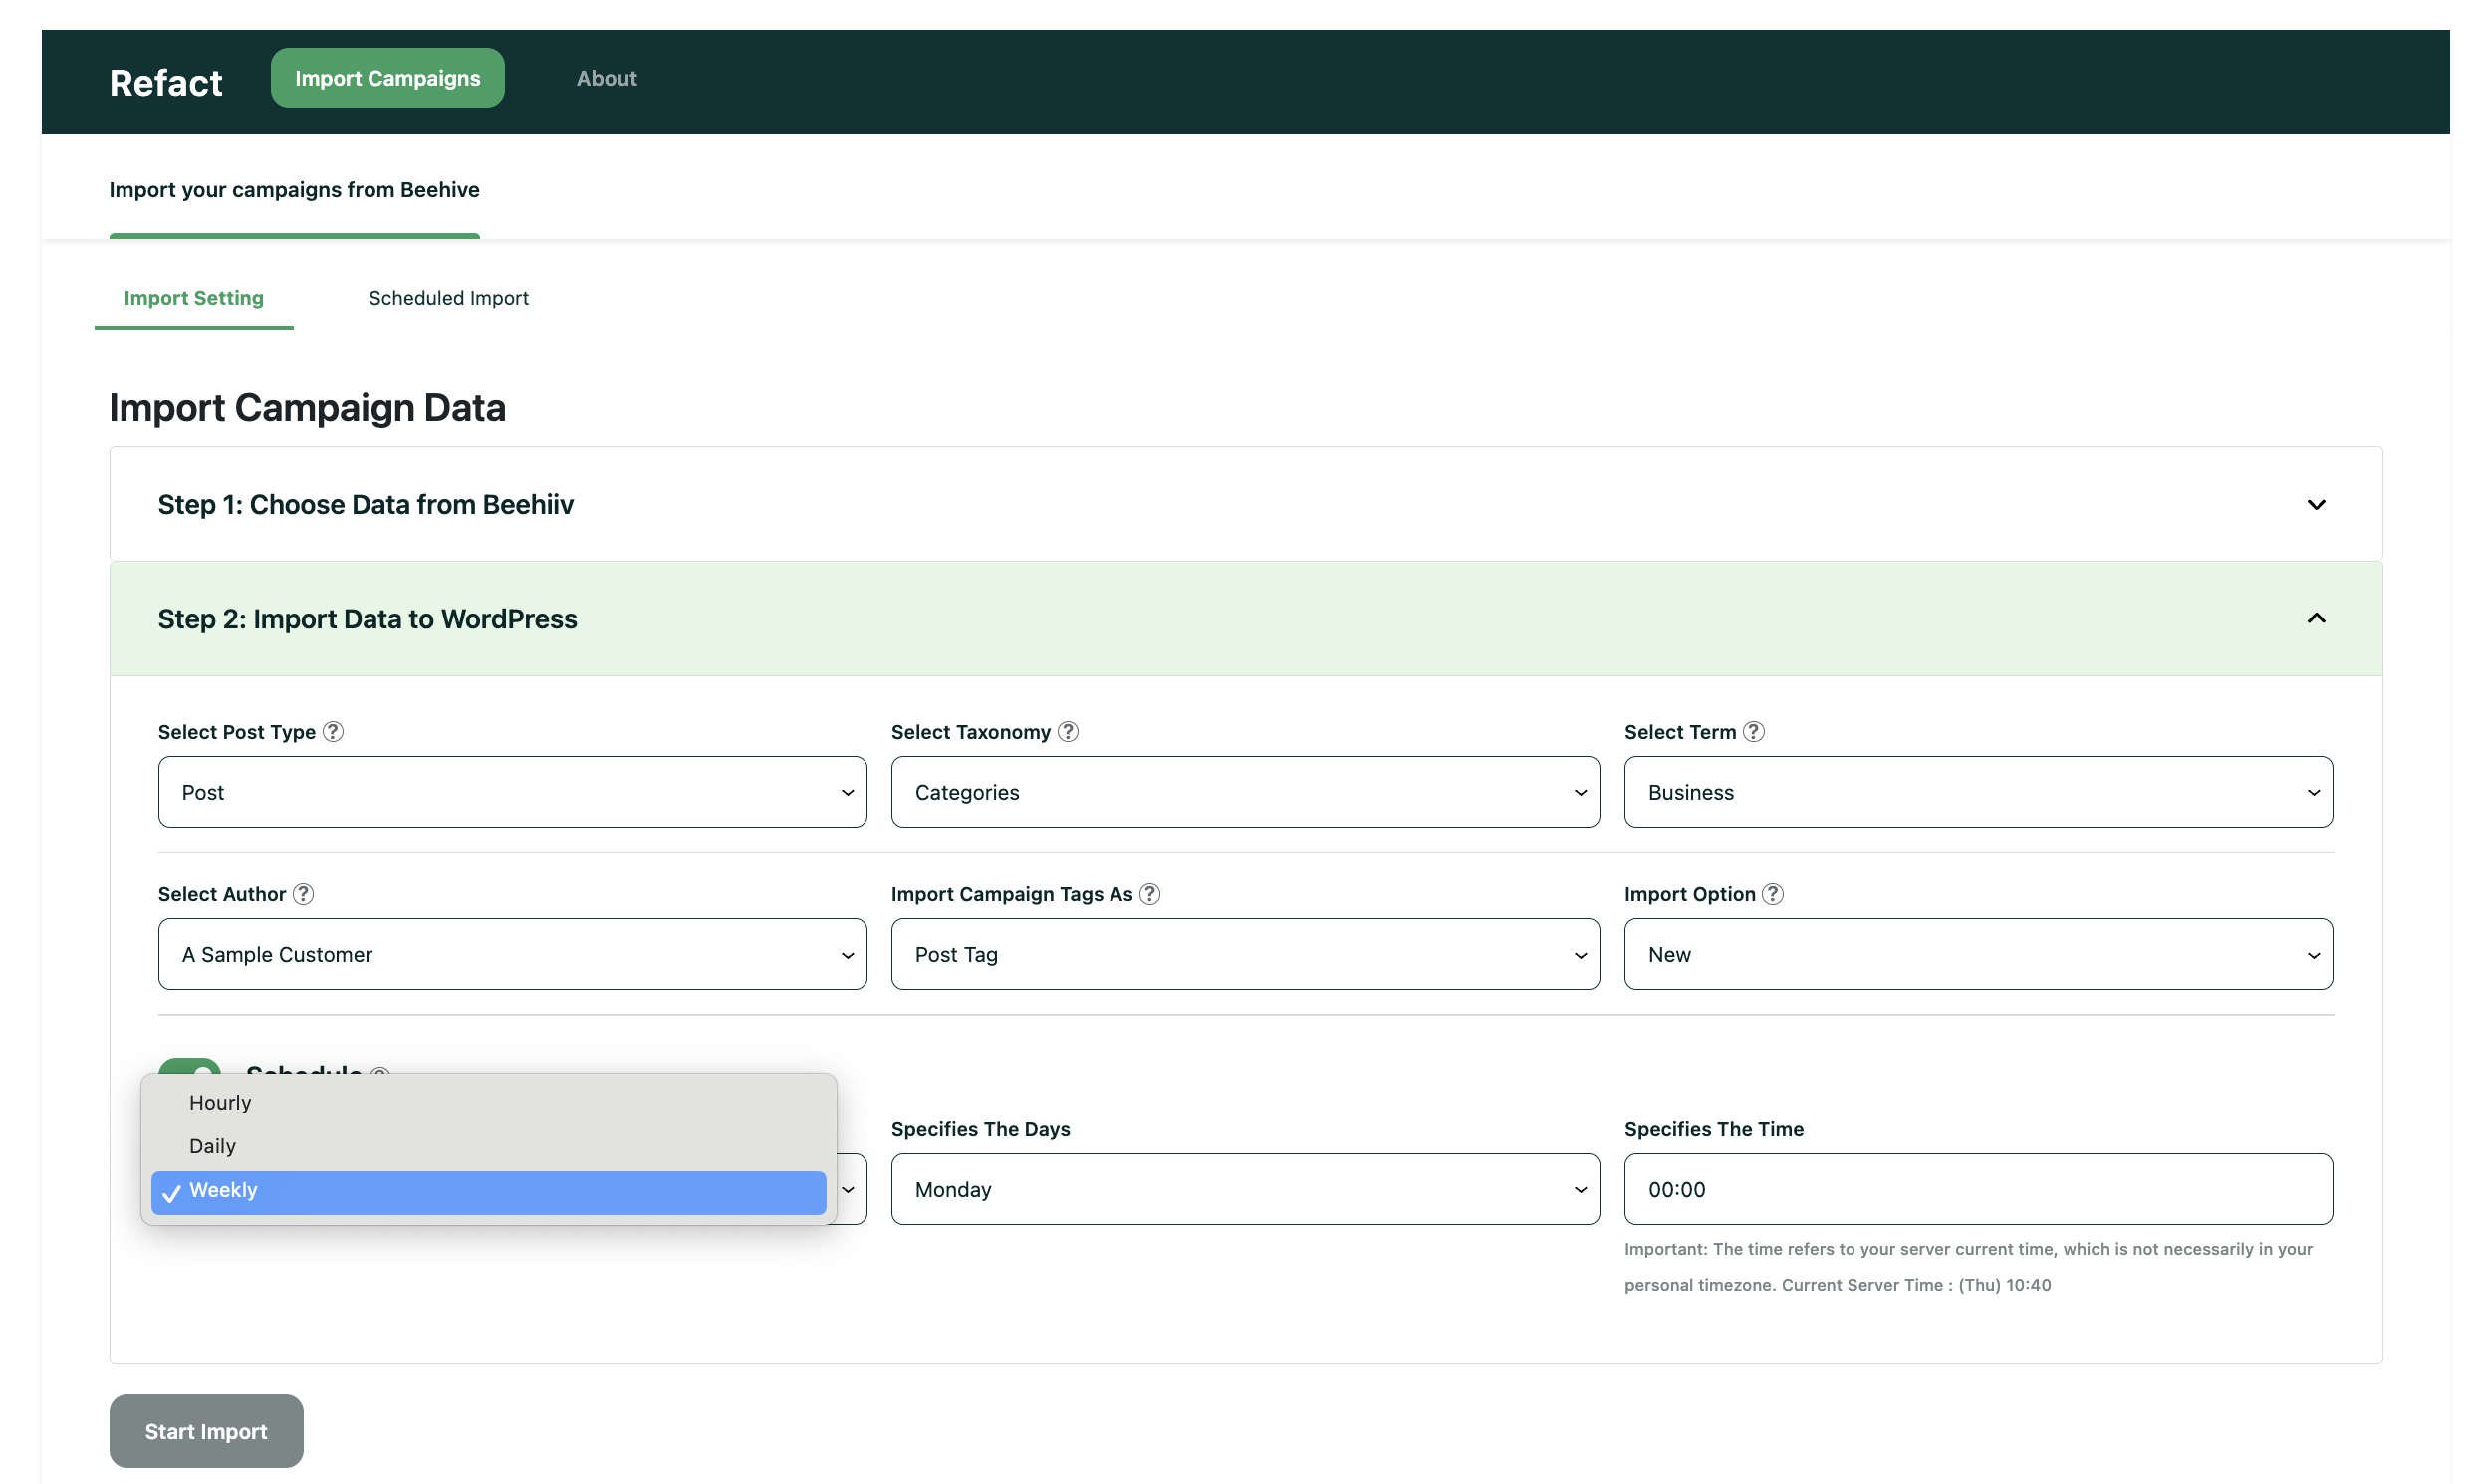 Refact
Import Campaigns
About
Import your campaigns from Beehive
Import Setting
Scheduled Import
Import Campaign Data
Step 1: Choose Data from Beehiiv
Step 2: Import Data to WordPress
Select Post Type ?
Select Taxonomy ?
Select Term ?
Post
Categories
Business
Select Author ?
Import Campaign Tags As ?
Import Option ?
A Sample Customer
Post Tag
New
Schedule ?
Hourly
Daily
Weekly
Specifies The Days
Specifies The Time
Monday
00:00
Important: The time refers to your server current time, which is not necessarily in your
personal timezone. Current Server Time : (Thu) 10:40
Start Import